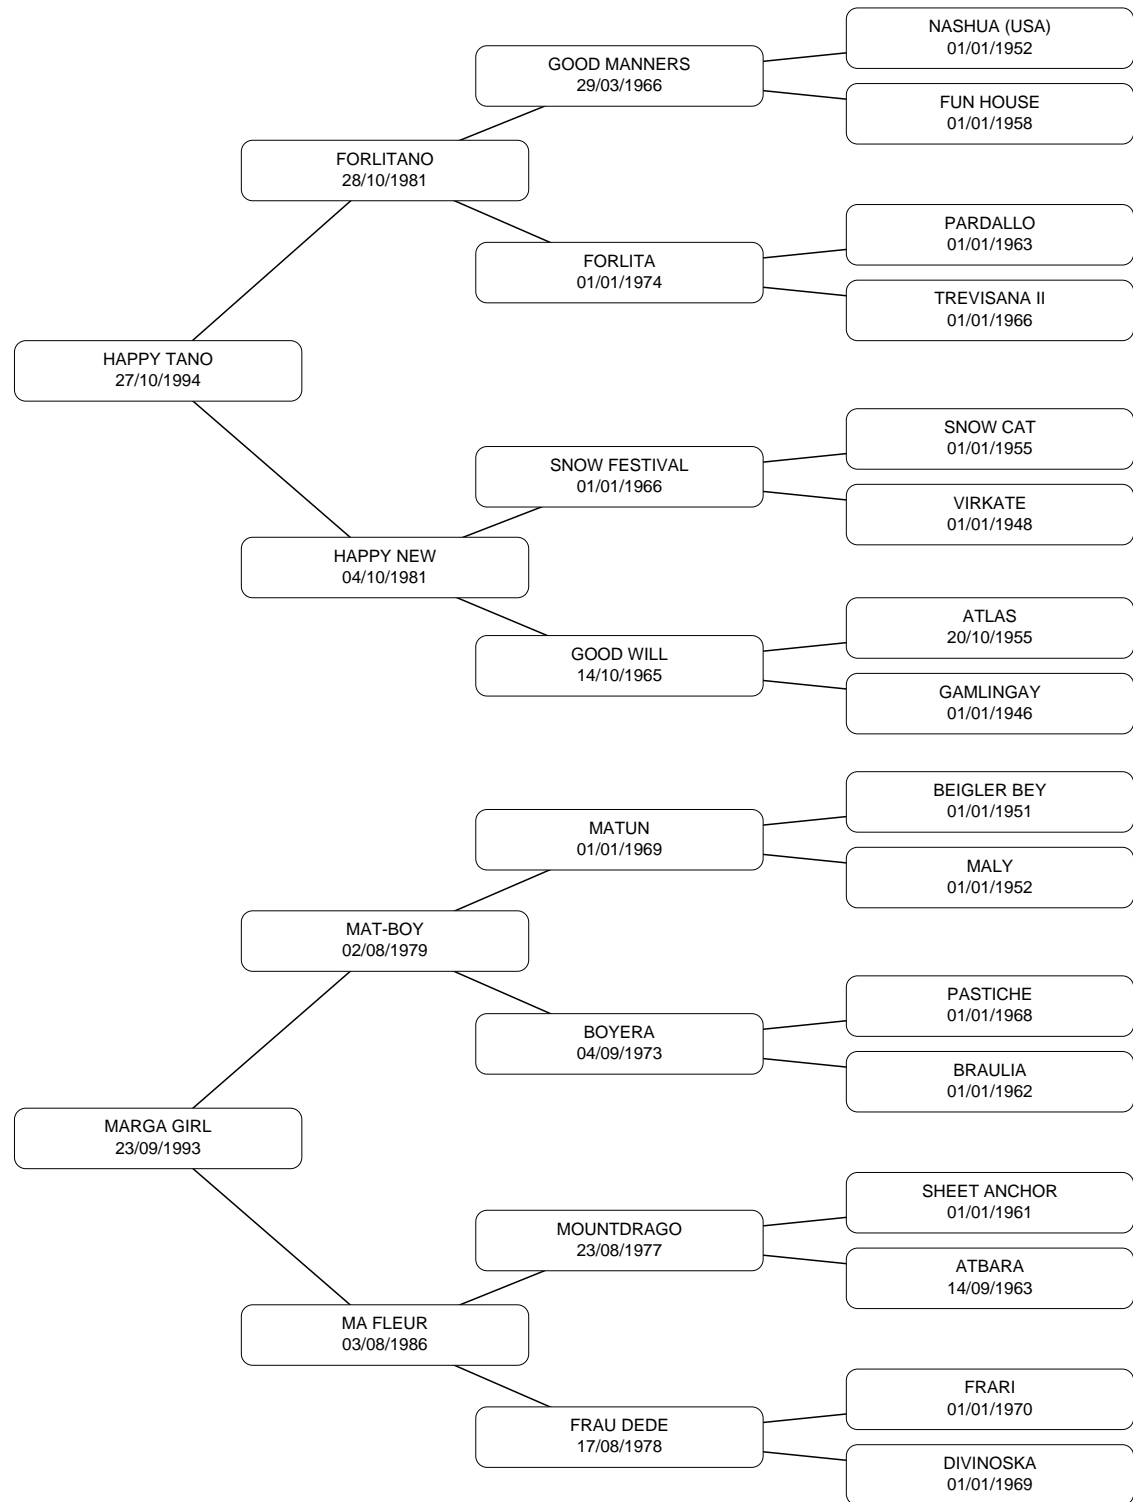 NASHUA (USA)
01/01/1952
GOOD MANNERS
29/03/1966
FUN HOUSE
01/01/1958
FORLITANO
28/10/1981
PARDALLO
01/01/1963
FORLITA
01/01/1974
TREVISANA II
01/01/1966
HAPPY TANO
27/10/1994
SNOW CAT
01/01/1955
SNOW FESTIVAL
01/01/1966
VIRKATE
01/01/1948
HAPPY NEW
04/10/1981
ATLAS
20/10/1955
GOOD WILL
14/10/1965
GAMLINGAY
01/01/1946
BEIGLER BEY
01/01/1951
MATUN
01/01/1969
MALY
01/01/1952
MAT-BOY
02/08/1979
PASTICHE
01/01/1968
BOYERA
04/09/1973
BRAULIA
01/01/1962
MARGA GIRL
23/09/1993
SHEET ANCHOR
01/01/1961
MOUNTDRAGO
23/08/1977
ATBARA
14/09/1963
MA FLEUR
03/08/1986
FRARI
01/01/1970
FRAU DEDE
17/08/1978
DIVINOSKA
01/01/1969